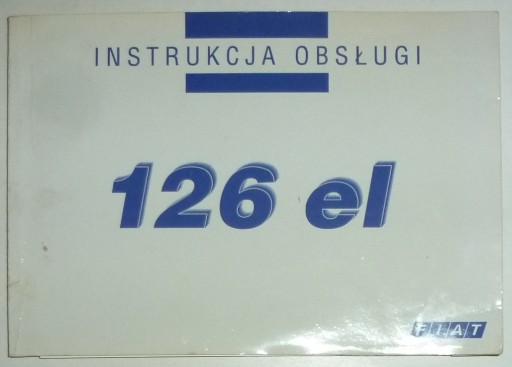 INSTRUKCJA OBSŁUGI
126 el
FIAT